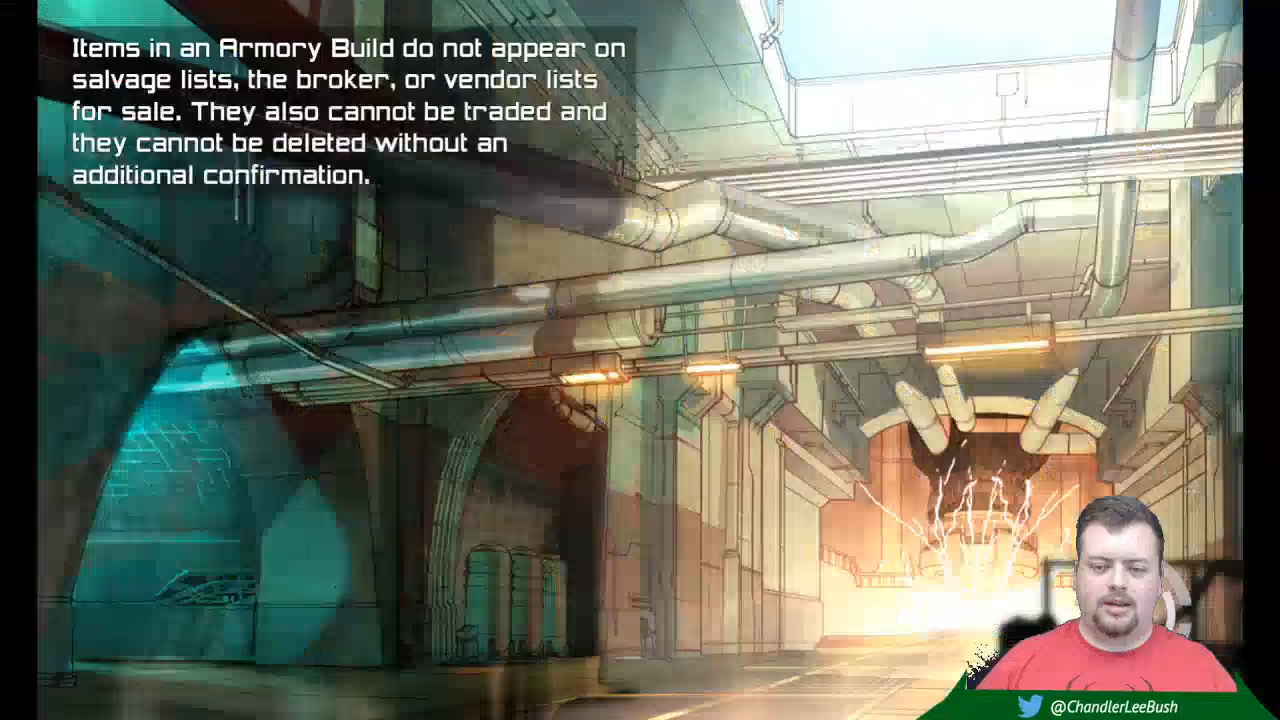 Items in an Armory Build do not appear on
salvage lists, the broker, or vendor lists
for sale. They also cannot be traded and
they cannot be deleted without an
additional confirmation.
@ChandlerLeeBush